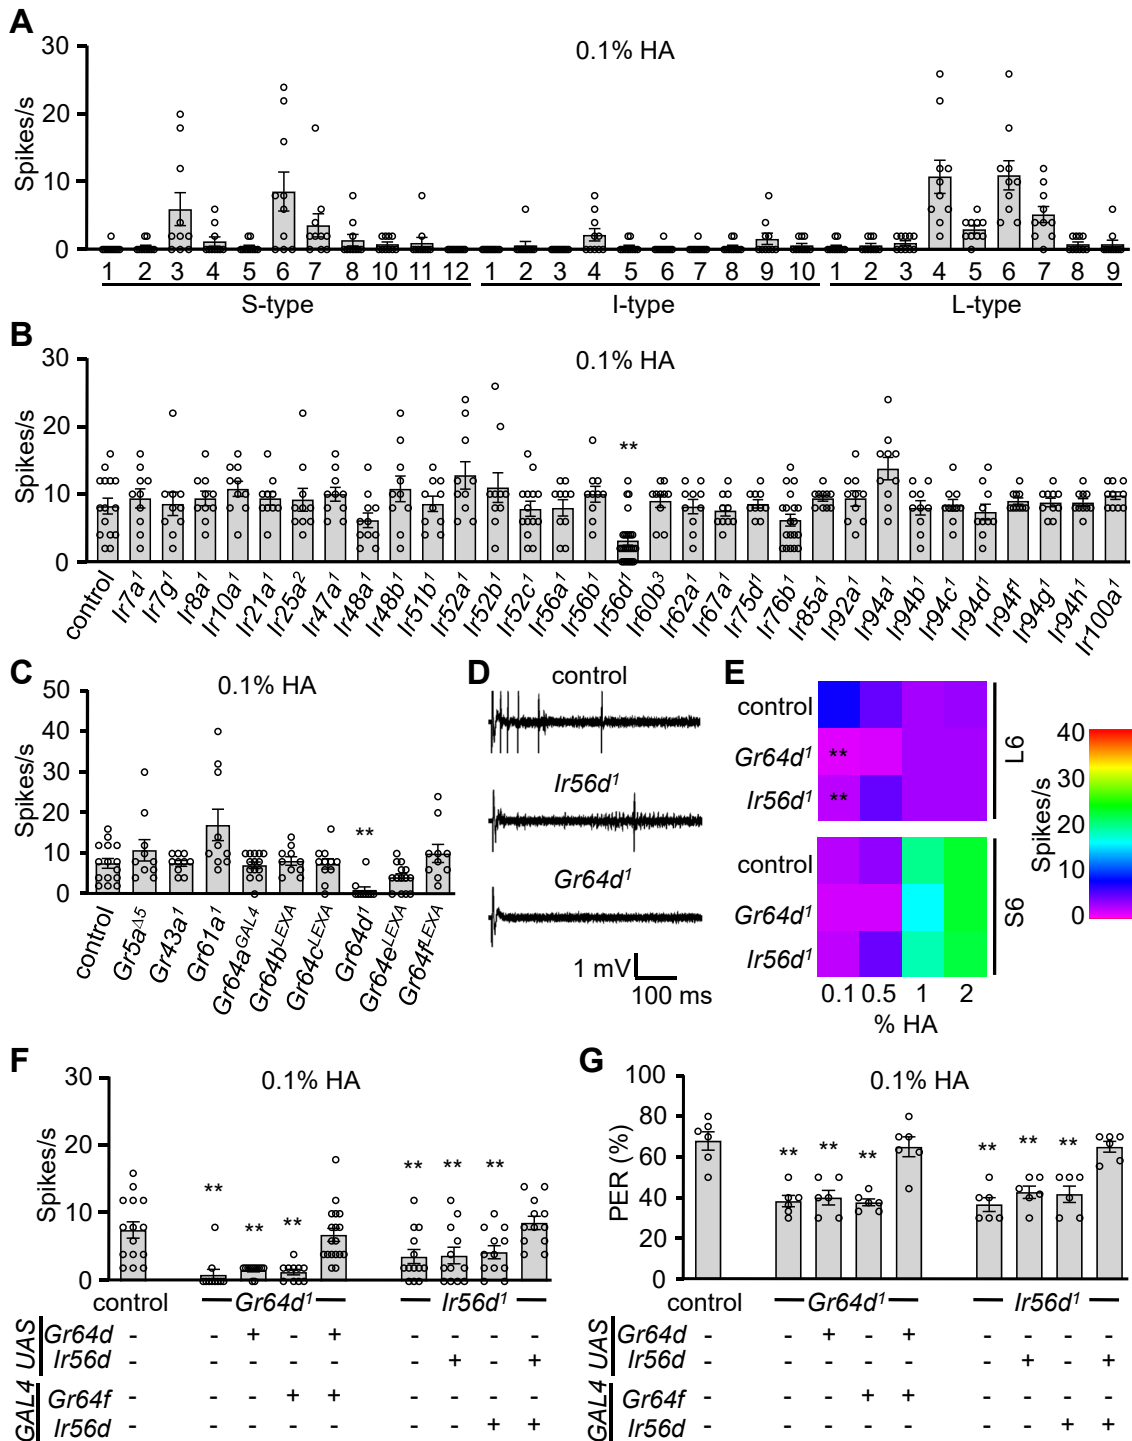 A
0.1% HA
Spikes/s
30
20
10
0
1 2 3 4 5 6 7 8 10 11 12 1 2 3 4 5 6 7 8 9 10 1 2 3 4 5 6 7 8 9
S-type I-type L-type
B
0.1% HA
Spikes/s
30
20
10
0
**
control Ir7a1 Ir7g1 Ir8a1 Ir10a1 Ir21a1 Ir25a2 Ir47a1 Ir48a1 Ir48b1 Ir51b1 Ir52a1 Ir52b1 Ir52c1 Ir56a1 Ir56b1 Ir56d1 Ir60b3 Ir62a1 Ir67a1 Ir75d1 Ir76b1 Ir85a1 Ir92a1 Ir94a1 Ir94b1 Ir94c1 Ir94d1 Ir94f1 Ir94g1 Ir94h1 Ir100a1
C
0.1% HA
Spikes/s
50
40
30
20
10
0
**
control Gr5aΔ5 Gr43a1 Gr61a1 Gr64aGAL4 Gr64bLEXA Gr64cLEXA Gr64d1 Gr64eLEXA Gr64fLEXA
D
control
Ir56d1
Gr64d1
1 mV
100 ms
E
control
Gr64d1 **
Ir56d1 **
L6
control
Gr64d1
Ir56d1
S6
0.1 0.5 1 2
% HA
Spikes/s
40
30
20
10
0
F
0.1% HA
Spikes/s
30
20
10
0
** ** ** ** ** **
control Gr64d1 Ir56d1
UAS
Gr64d - - + - + - - - -
Ir56d - - - - - - + - +
GAL4
Gr64f - - - + + - - - -
Ir56d - - - - - - - + +
G
0.1% HA
PER (%)
100
80
60
40
20
0
** ** ** ** ** **
control Gr64d1 Ir56d1
UAS
Gr64d - - + - + - - - -
Ir56d - - - - - - + - +
GAL4
Gr64f - - - + + - - - -
Ir56d - - - - - - - + +